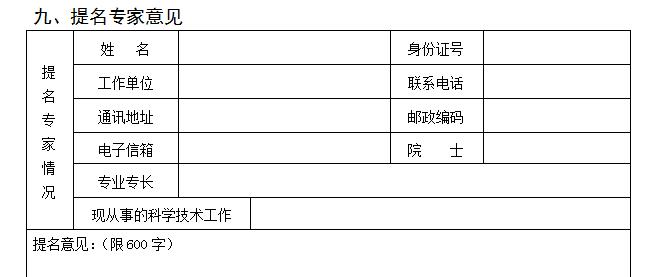 九、提名专家意见
提名专家情况
姓 名
身份证号
工作单位
联系电话
通讯地址
邮政编码
电子信箱
院 士
专业专长
现从事的科学技术工作
提名意见：（限600字）